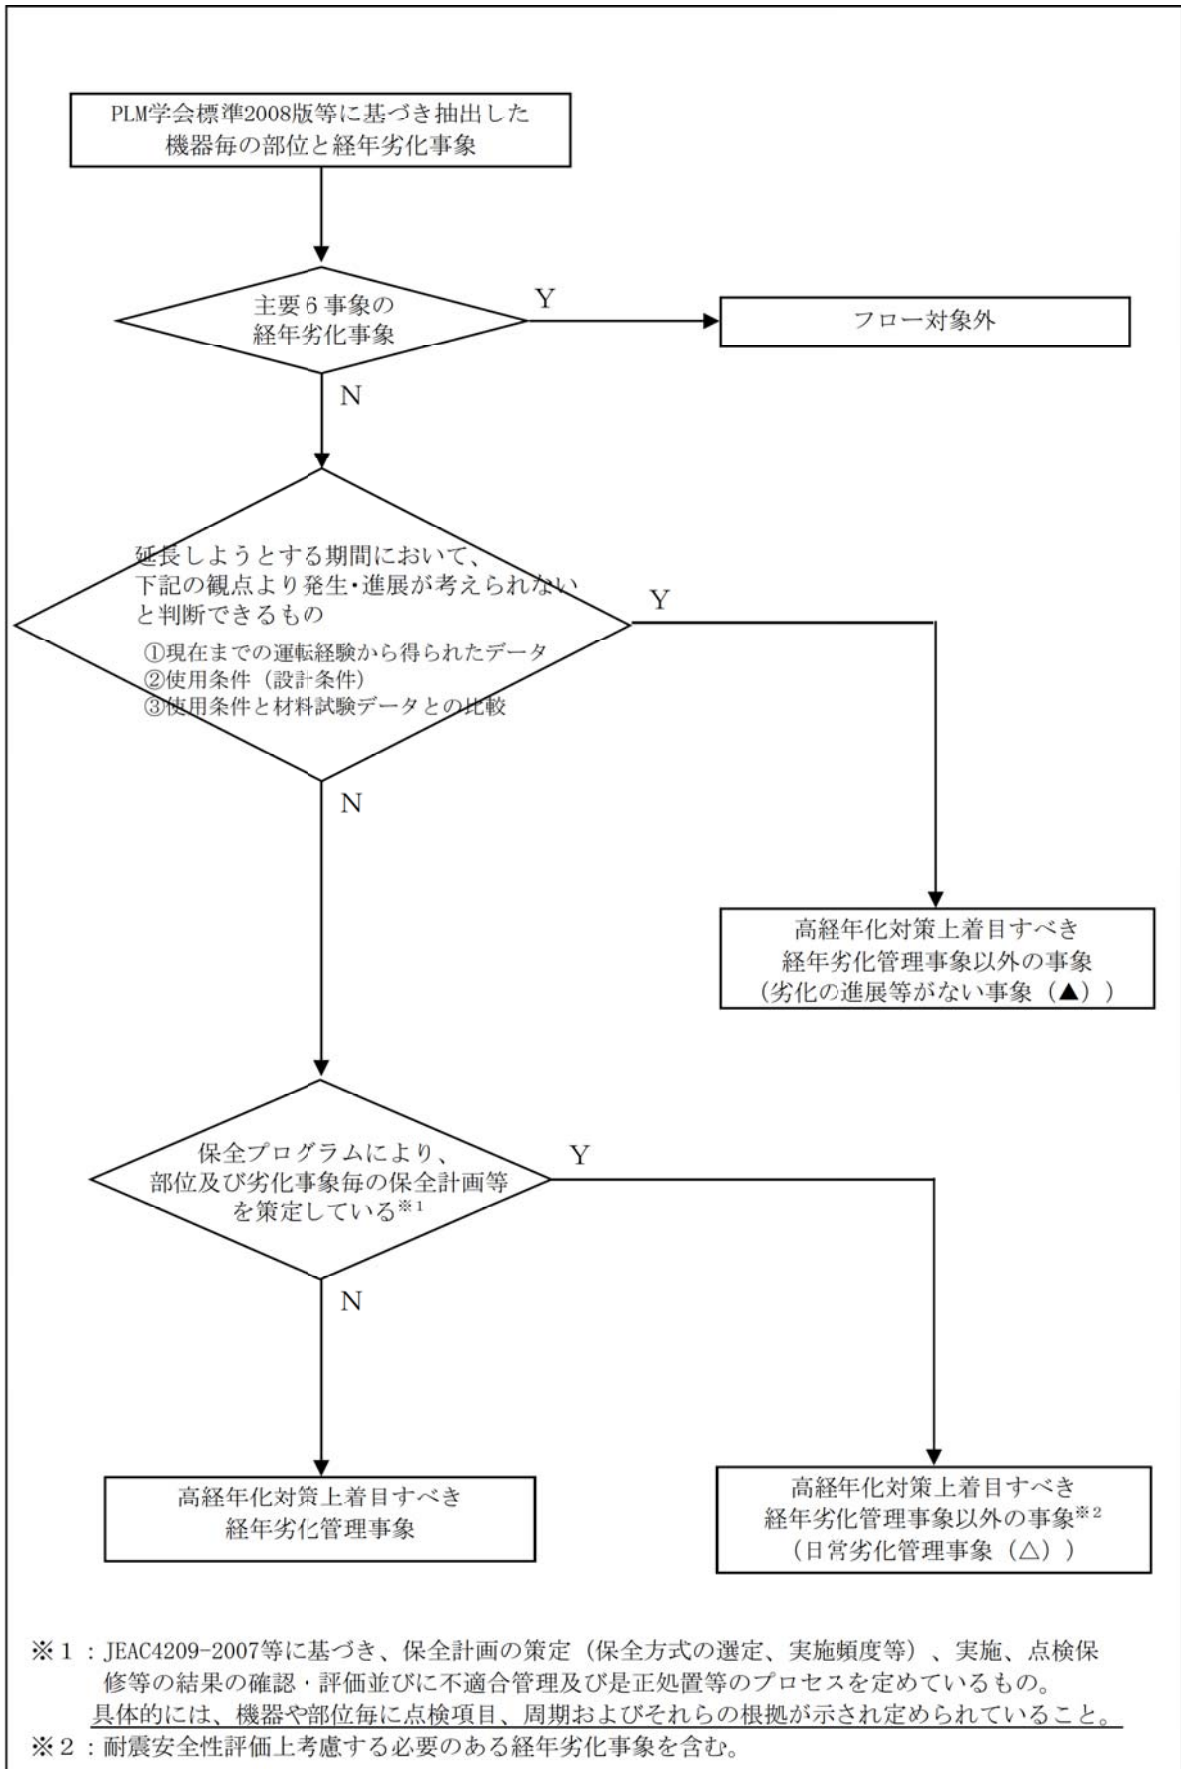 PLM学会標準2008版等に基づき抽出した
機器毎の部位と経年劣化事象
主要6事象の
経年劣化事象
Y
フロー対象外
N
延長しようとする期間において、
下記の観点より発生・進展が考えられない
と判断できるもの
①現在までの運転経験から得られたデータ
②使用条件（設計条件）
③使用条件と材料試験データとの比較
Y
N
高経年化対策上着目すべき
経年劣化管理事象以外の事象
（劣化の進展等がない事象（▲））
保全プログラムにより、
部位及び劣化事象毎の保全計画等
を策定している※1
Y
N
高経年化対策上着目すべき
経年劣化管理事象
高経年化対策上着目すべき
経年劣化管理事象以外の事象※2
（日常劣化管理事象（△））
※１：JEAC4209-2007等に基づき、保全計画の策定（保全方式の選定、実施頻度等）、実施、点検保
修等の結果の確認・評価並びに不適合管理及び是正処置等のプロセスを定めているもの。
具体的には、機器や部位毎に点検項目、周期およびそれらの根拠が示され定められていること。
※２：耐震安全性評価上考慮する必要のある経年劣化事象を含む。